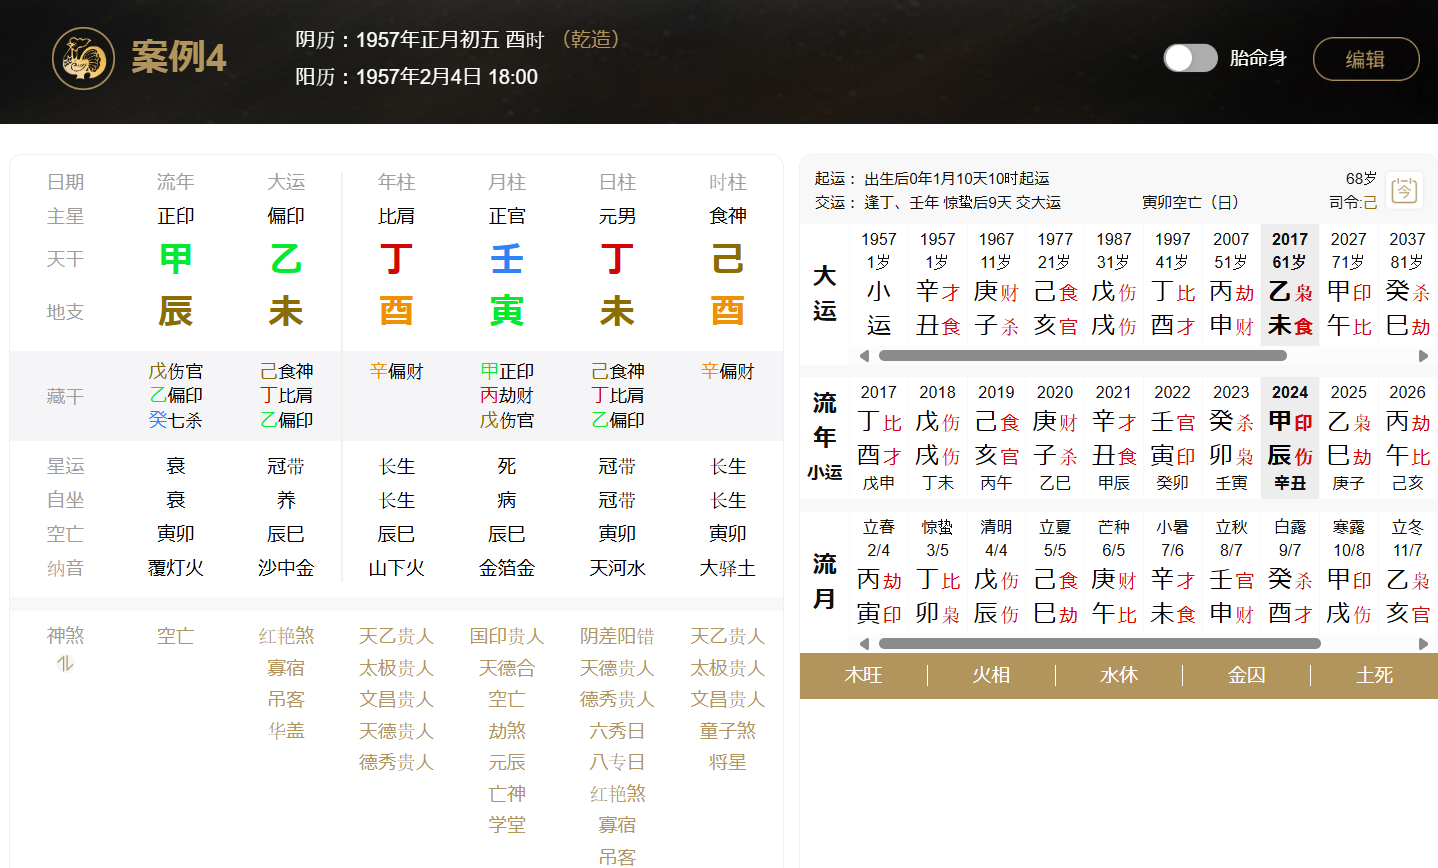 案例4
阴历：1957年正月初五 酉时 （乾造）
阳历：1957年2月4日 18:00
胎命身
编辑
日期 流年 大运 年柱 月柱 日柱 时柱
主星 正印 偏印 比肩 正官 元男 食神
天干 甲 乙 丁 壬 丁 己
地支 辰 未 酉 寅 未 酉
藏干
戊伤官 己食神 辛偏财 甲正印 己食神 辛偏财
乙偏印 丁比肩 丙劫财 丁比肩
癸七杀 乙偏印 戊伤官 乙偏印
星运 衰 冠带 长生 死 冠带 长生
自坐 衰 养 长生 病 冠带 长生
空亡 寅卯 辰巳 辰巳 辰巳 寅卯 寅卯
纳音 覆灯火 沙中金 山下火 金箔金 天河水 大驿土
神煞 空亡 红艳煞 天乙贵人 国印贵人 阴差阳错 天乙贵人
寡宿 太极贵人 天德合 天德贵人 太极贵人
吊客 文昌贵人 空亡 德秀贵人 文昌贵人
华盖 天德贵人 劫煞 六秀日 童子煞
德秀贵人 元辰 八专日 将星
亡神 红艳煞
学堂 寡宿
吊客
起运： 出生后0年1月10天10时起运 68岁
交运： 逢丁、壬年 惊蛰后9天 交大运 寅卯空亡（日） 司令:己
今
大运
1957 1957 1967 1977 1987 1997 2007 2017 2027 2037
1岁 1岁 11岁 21岁 31岁 41岁 51岁 61岁 71岁 81岁
小 辛才 庚财 己食 戊伤 丁比 丙劫 乙枭 甲印 癸杀
运 丑食 子杀 亥官 戌伤 酉才 申财 未食 午比 巳劫
流年
小运
2017 2018 2019 2020 2021 2022 2023 2024 2025 2026
丁比 戊伤 己食 庚财 辛才 壬官 癸杀 甲印 乙枭 丙劫
酉才 戌伤 亥官 子杀 丑食 寅印 卯枭 辰伤 巳劫 午比
戊申 丁未 丙午 乙巳 甲辰 癸卯 壬寅 辛丑 庚子 己亥
流月
立春 惊蛰 清明 立夏 芒种 小暑 立秋 白露 寒露 立冬
2/4 3/5 4/4 5/5 6/5 7/6 8/7 9/7 10/8 11/7
丙劫 丁比 戊伤 己食 庚财 辛才 壬官 癸杀 甲印 乙枭
寅印 卯枭 辰伤 巳劫 午比 未食 申财 酉才 戌伤 亥官
木旺 火相 水休 金囚 土死